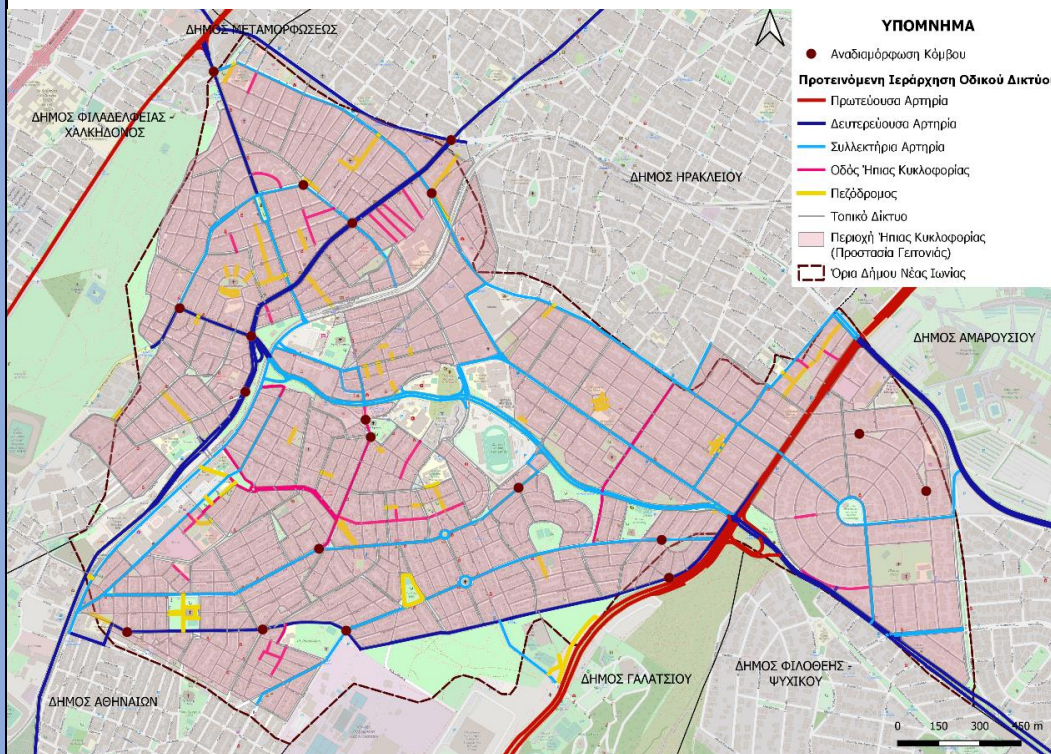 ΔΗΜΟΣ ΜΕΤΑΜΟΡΦΩΣΕΩΣ
ΔΗΜΟΣ ΦΙΛΑΔΕΛΦΕΙΑΣ -
ΧΑΛΚΗΔΟΝΟΣ
ΔΗΜΟΣ ΗΡΑΚΛΕΙΟΥ
ΥΠΟΜΝΗΜΑ
Αναδιαμόρφωση Κόμβου
Προτεινόμενη Ιεράρχηση Οδικού Δικτύο
Πρωτεύουσα Αρτηρία
Δευτερεύουσα Αρτηρία
Συλλεκτήρια Αρτηρία
Οδός Ήπιας Κυκλοφορίας
Πεζόδρομος
Τοπικό Δίκτυο
Περιοχή Ήπιας Κυκλοφορίας
(Προστασία Γειτονιάς)
Όρια Δήμου Νέας Ιωνίας
ΔΗΜΟΣ ΑΜΑΡΟΥΣΙΟΥ
ΔΗΜΟΣ ΑΘΗΝΑΙΩΝ
ΔΗΜΟΣ ΓΑΛΑΤΣΙΟΥ
ΔΗΜΟΣ ΦΙΛΟΘΕΗΣ -
ΨΥΧΙΚΟΥ
0 150 300 450 m